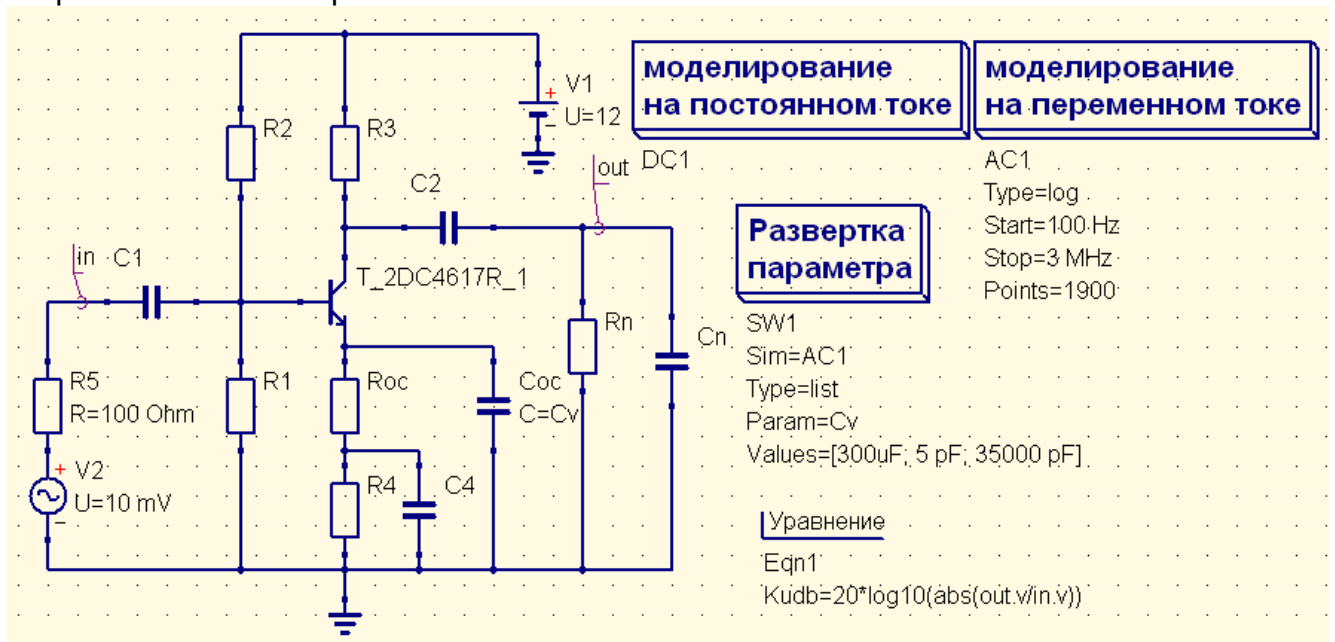 моделирование
на постоянном токе
моделирование
на переменном токе
V1
U=12
R2
R3
out
DC1
AC1
Type=log
Start=100 Hz
Stop=3 MHz
Points=1900
C2
Развертка
параметра
in
C1
T_2DC4617R_1
Rn
Cn
SW1
Sim=AC1
Type=list
Param=Cv
Values=[300uF; 5 pF; 35000 pF]
R5
R=100 Ohm
R1
Roc
Coc
C=Cv
V2
U=10 mV
R4
C4
Уравнение
Eqn1
Kudb=20*log10(abs(out.v/in.v))